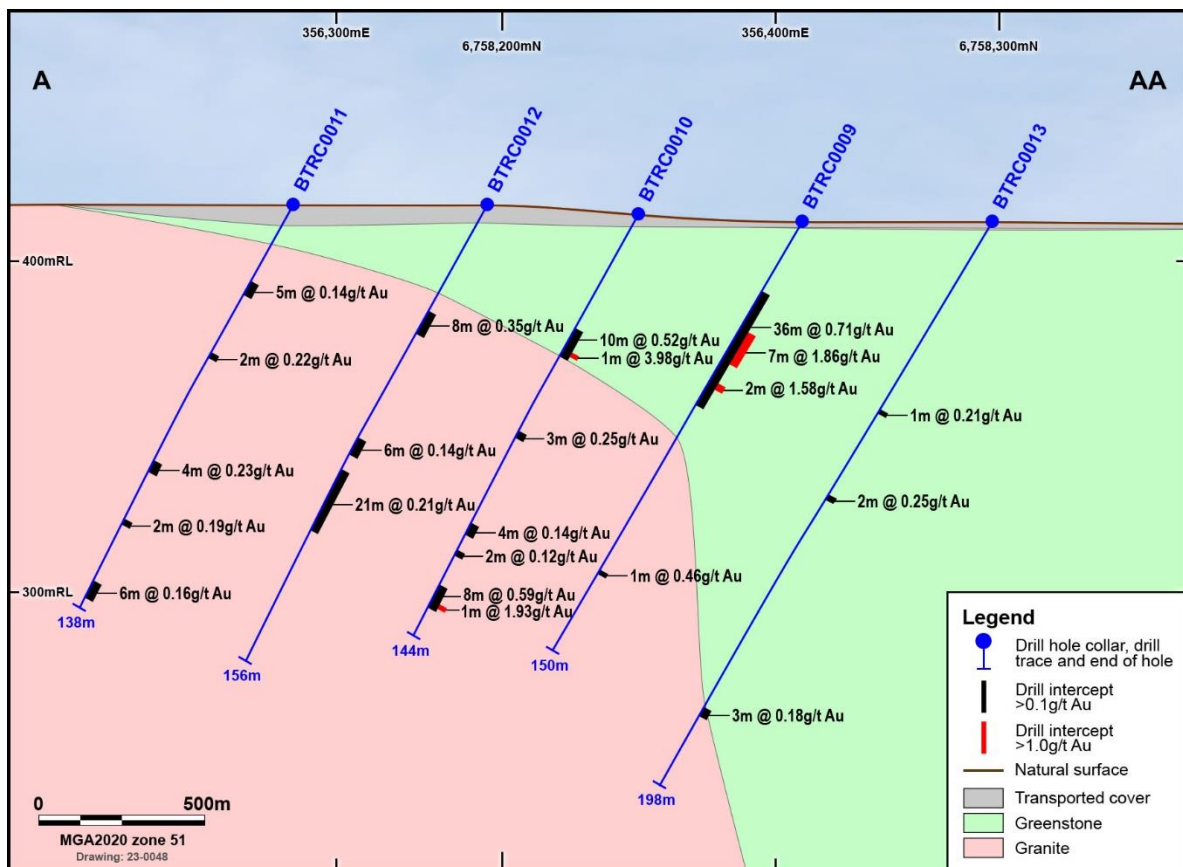 356,300mE
6,758,200mN
356,400mE
6,758,300mN
A
AA
BTRC0011
BTRC0012
BTRC0010
BTRC0009
BTRC0013
400mRL
300mRL
5m @ 0.14g/t Au
2m @ 0.22g/t Au
4m @ 0.23g/t Au
2m @ 0.19g/t Au
6m @ 0.16g/t Au
138m
8m @ 0.35g/t Au
6m @ 0.14g/t Au
21m @ 0.21g/t Au
156m
10m @ 0.52g/t Au
1m @ 3.98g/t Au
3m @ 0.25g/t Au
4m @ 0.14g/t Au
2m @ 0.12g/t Au
8m @ 0.59g/t Au
1m @ 1.93g/t Au
144m
36m @ 0.71g/t Au
7m @ 1.86g/t Au
2m @ 1.58g/t Au
1m @ 0.46g/t Au
150m
1m @ 0.21g/t Au
2m @ 0.25g/t Au
3m @ 0.18g/t Au
198m
0 500m
MGA2020 zone 51
Drawing: 23-0048
Legend
Drill hole collar, drill
trace and end of hole
Drill intercept
>0.1g/t Au
Drill intercept
>1.0g/t Au
Natural surface
Transported cover
Greenstone
Granite